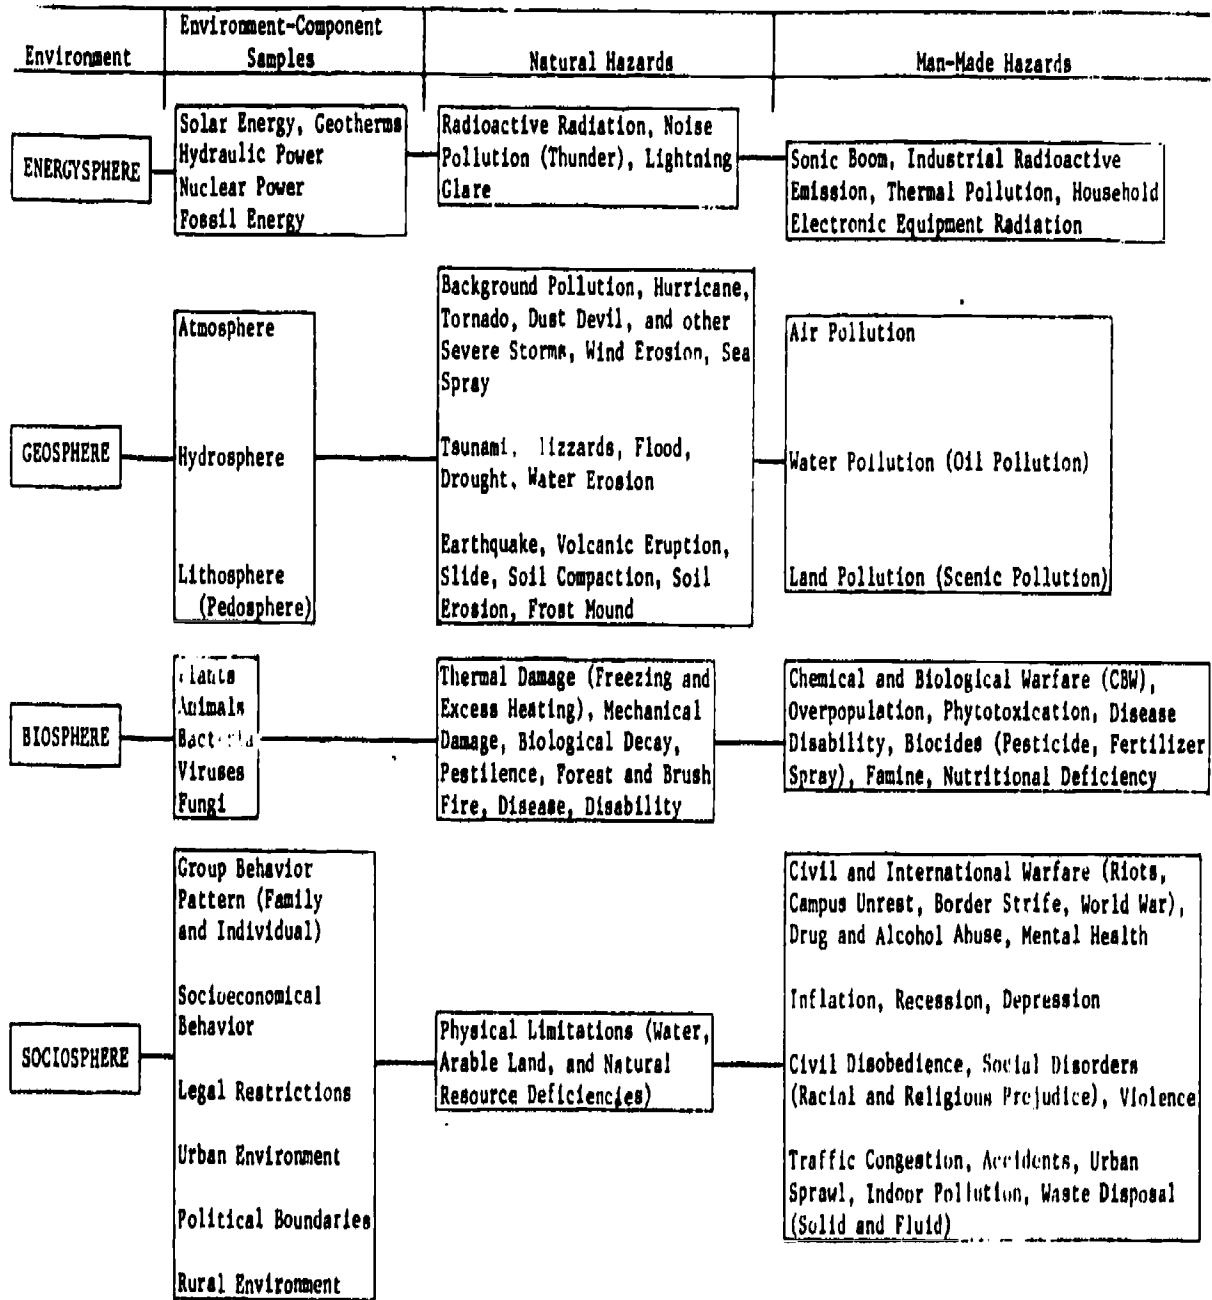 Environment
Environment-Component
Samples
Natural Hazards
Man-Made Hazards
ENERGYSPHERE
Solar Energy, Geotherms
Hydraulic Power
Nuclear Power
Fossil Energy
Radioactive Radiation, Noise
Pollution (Thunder), Lightning
Glare
Sonic Boom, Industrial Radioactive
Emission, Thermal Pollution, Household
Electronic Equipment Radiation
GEOSPHERE
Atmosphere
Hydrosphere
Lithosphere
(Pedosphere)
Background Pollution, Hurricane,
Tornado, Dust Devil, and other
Severe Storms, Wind Erosion, Sea
Spray
Tsunami, lizzards, Flood,
Drought, Water Erosion
Earthquake, Volcanic Eruption,
Slide, Soil Compaction, Soil
Erosion, Frost Mound
Air Pollution
Water Pollution (Oil Pollution)
Land Pollution (Scenic Pollution)
BIOSPHERE
Plants
Animals
Bacteria
Viruses
Fungi
Thermal Damage (Freezing and
Excess Heating), Mechanical
Damage, Biological Decay,
Pestilence, Forest and Brush
Fire, Disease, Disability
Chemical and Biological Warfare (CBW),
Overpopulation, Phytotoxication, Disease
Disability, Biocides (Pesticide, Fertilizer
Spray), Famine, Nutritional Deficiency
SOCIOSPHERE
Group Behavior
Pattern (Family
and Individual)
Socioeconomical
Behavior
Legal Restrictions
Urban Environment
Political Boundaries
Rural Environment
Physical Limitations (Water,
Arable Land, and Natural
Resource Deficiencies)
Civil and International Warfare (Riots,
Campus Unrest, Border Strife, World War),
Drug and Alcohol Abuse, Mental Health
Inflation, Recession, Depression
Civil Disobedience, Social Disorders
(Racial and Religious Prejudice), Violence
Traffic Congestion, Accidents, Urban
Sprawl, Indoor Pollution, Waste Disposal
(Solid and Fluid)